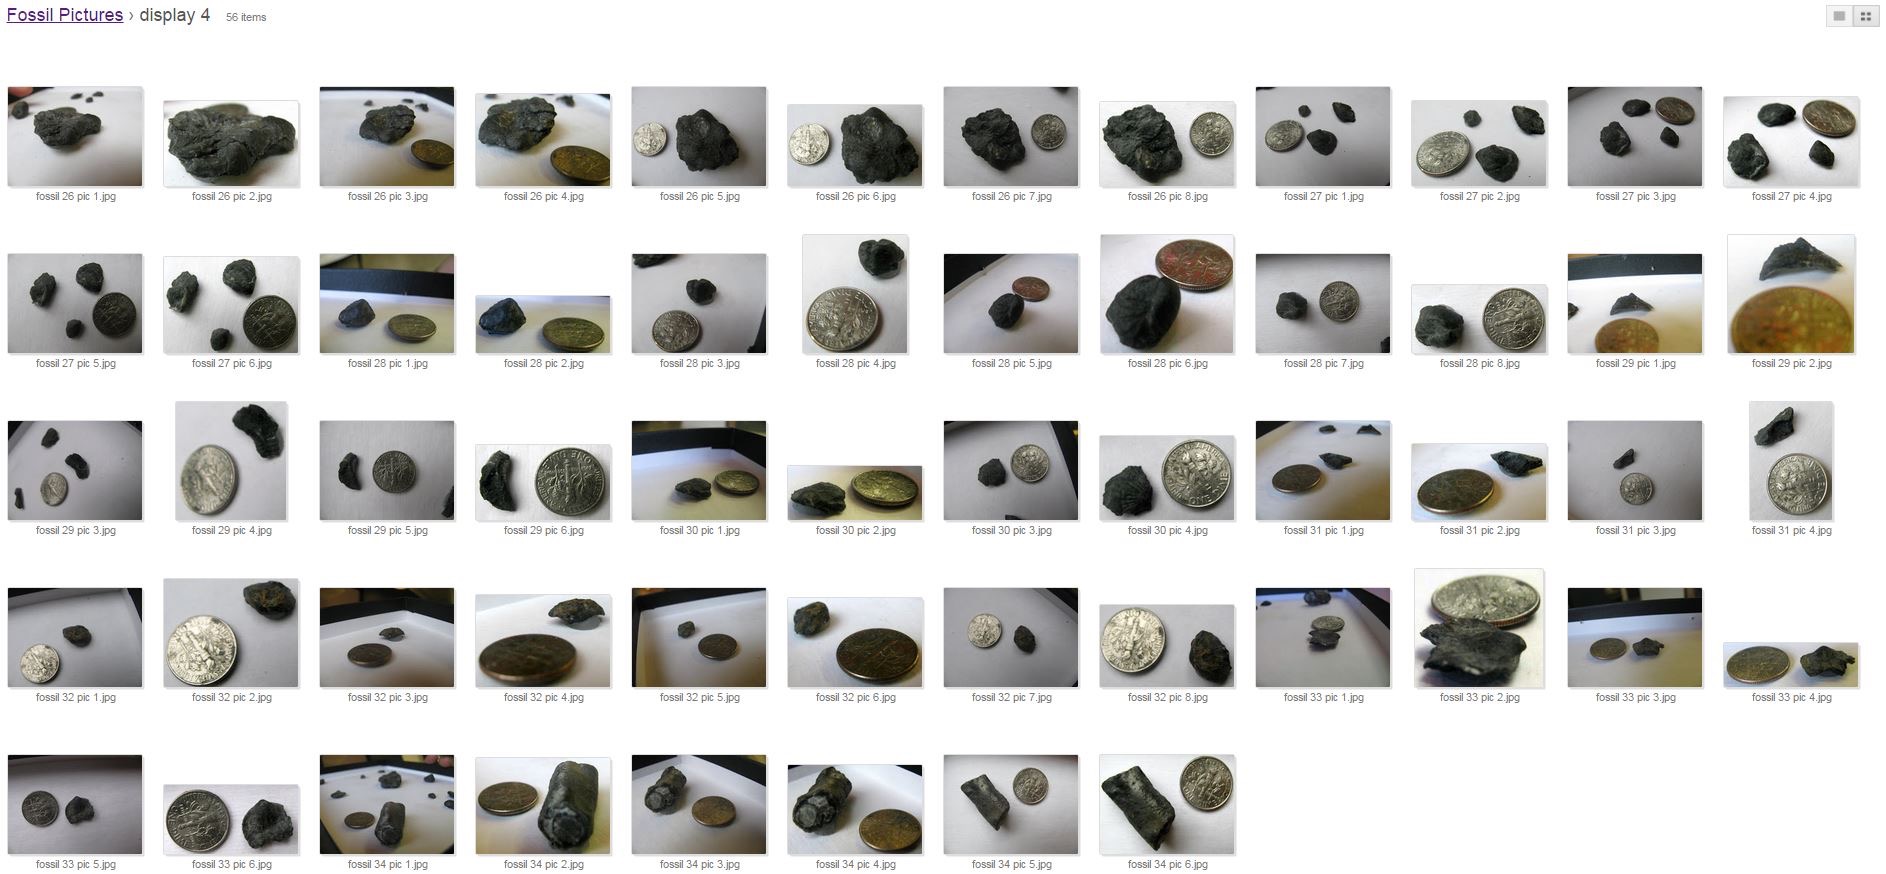 Fossil Pictures › display 4 56 items
fossil 26 pic 1.jpg fossil 26 pic 2.jpg fossil 26 pic 3.jpg fossil 26 pic 4.jpg fossil 26 pic 5.jpg fossil 26 pic 6.jpg fossil 26 pic 7.jpg fossil 26 pic 8.jpg fossil 27 pic 1.jpg fossil 27 pic 2.jpg fossil 27 pic 3.jpg fossil 27 pic 4.jpg
fossil 27 pic 5.jpg fossil 27 pic 6.jpg fossil 28 pic 1.jpg fossil 28 pic 2.jpg fossil 28 pic 3.jpg fossil 28 pic 4.jpg fossil 28 pic 5.jpg fossil 28 pic 6.jpg fossil 28 pic 7.jpg fossil 28 pic 8.jpg fossil 29 pic 1.jpg fossil 29 pic 2.jpg
fossil 29 pic 3.jpg fossil 29 pic 4.jpg fossil 29 pic 5.jpg fossil 29 pic 6.jpg fossil 30 pic 1.jpg fossil 30 pic 2.jpg fossil 30 pic 3.jpg fossil 30 pic 4.jpg fossil 31 pic 1.jpg fossil 31 pic 2.jpg fossil 31 pic 3.jpg fossil 31 pic 4.jpg
fossil 32 pic 1.jpg fossil 32 pic 2.jpg fossil 32 pic 3.jpg fossil 32 pic 4.jpg fossil 32 pic 5.jpg fossil 32 pic 6.jpg fossil 32 pic 7.jpg fossil 32 pic 8.jpg fossil 33 pic 1.jpg fossil 33 pic 2.jpg fossil 33 pic 3.jpg fossil 33 pic 4.jpg
fossil 33 pic 5.jpg fossil 33 pic 6.jpg fossil 34 pic 1.jpg fossil 34 pic 2.jpg fossil 34 pic 3.jpg fossil 34 pic 4.jpg fossil 34 pic 5.jpg fossil 34 pic 6.jpg